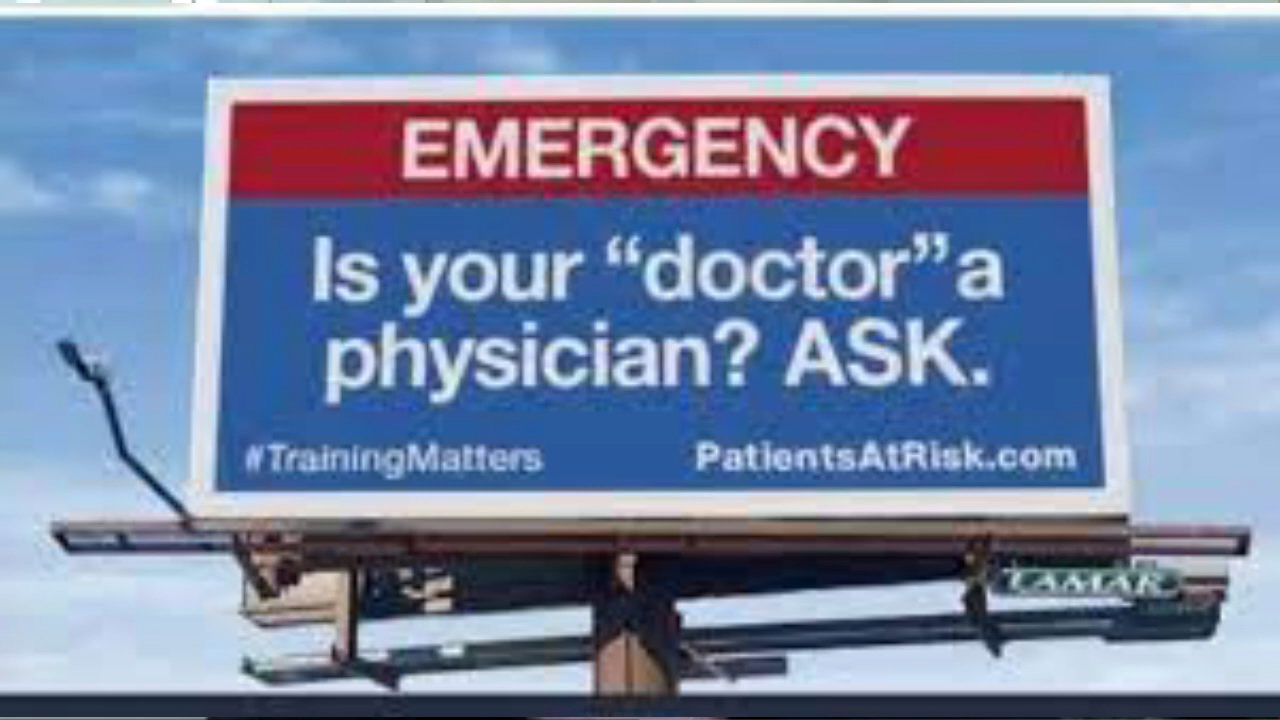 EMERGENCY
Is your “doctor” a
physician? ASK.
#TrainingMatters
PatientsAtRisk.com
LAMAR